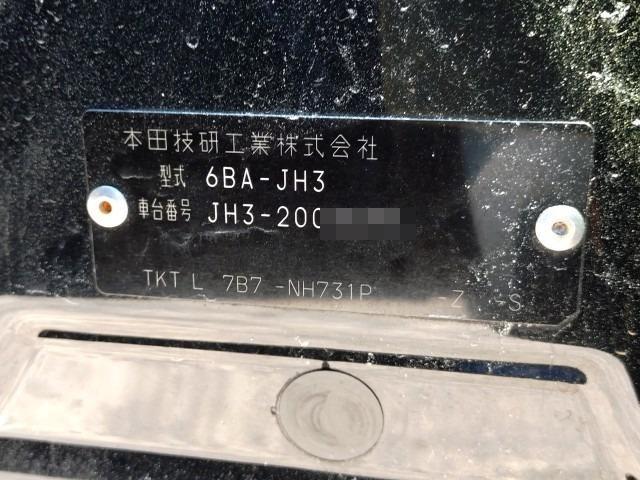 本田技研工業株式会社
型式 6BA-JH3
車台番号 JH3-200
TKT L 7B7 -NH731P -Z -S